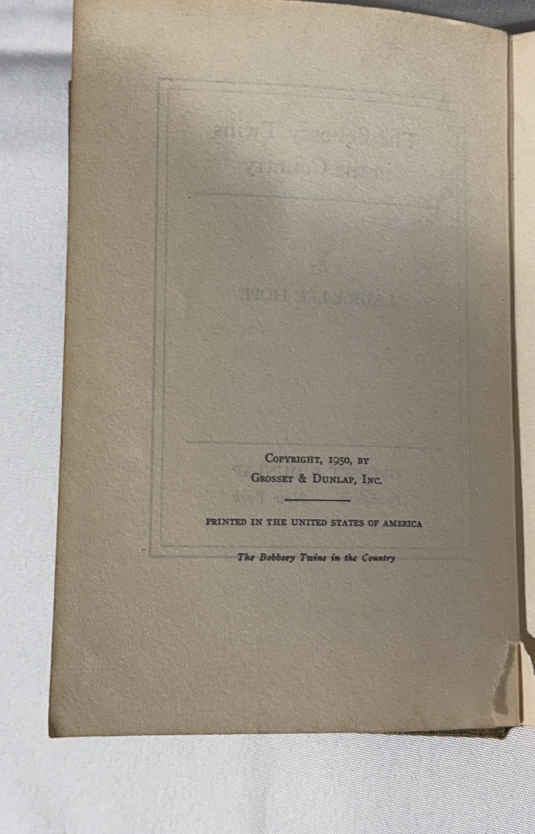 Copyright, 1950, by
Grosset & Dunlap, Inc.
PRINTED IN THE UNITED STATES OF AMERICA
The Bobbsey Twins in the Country